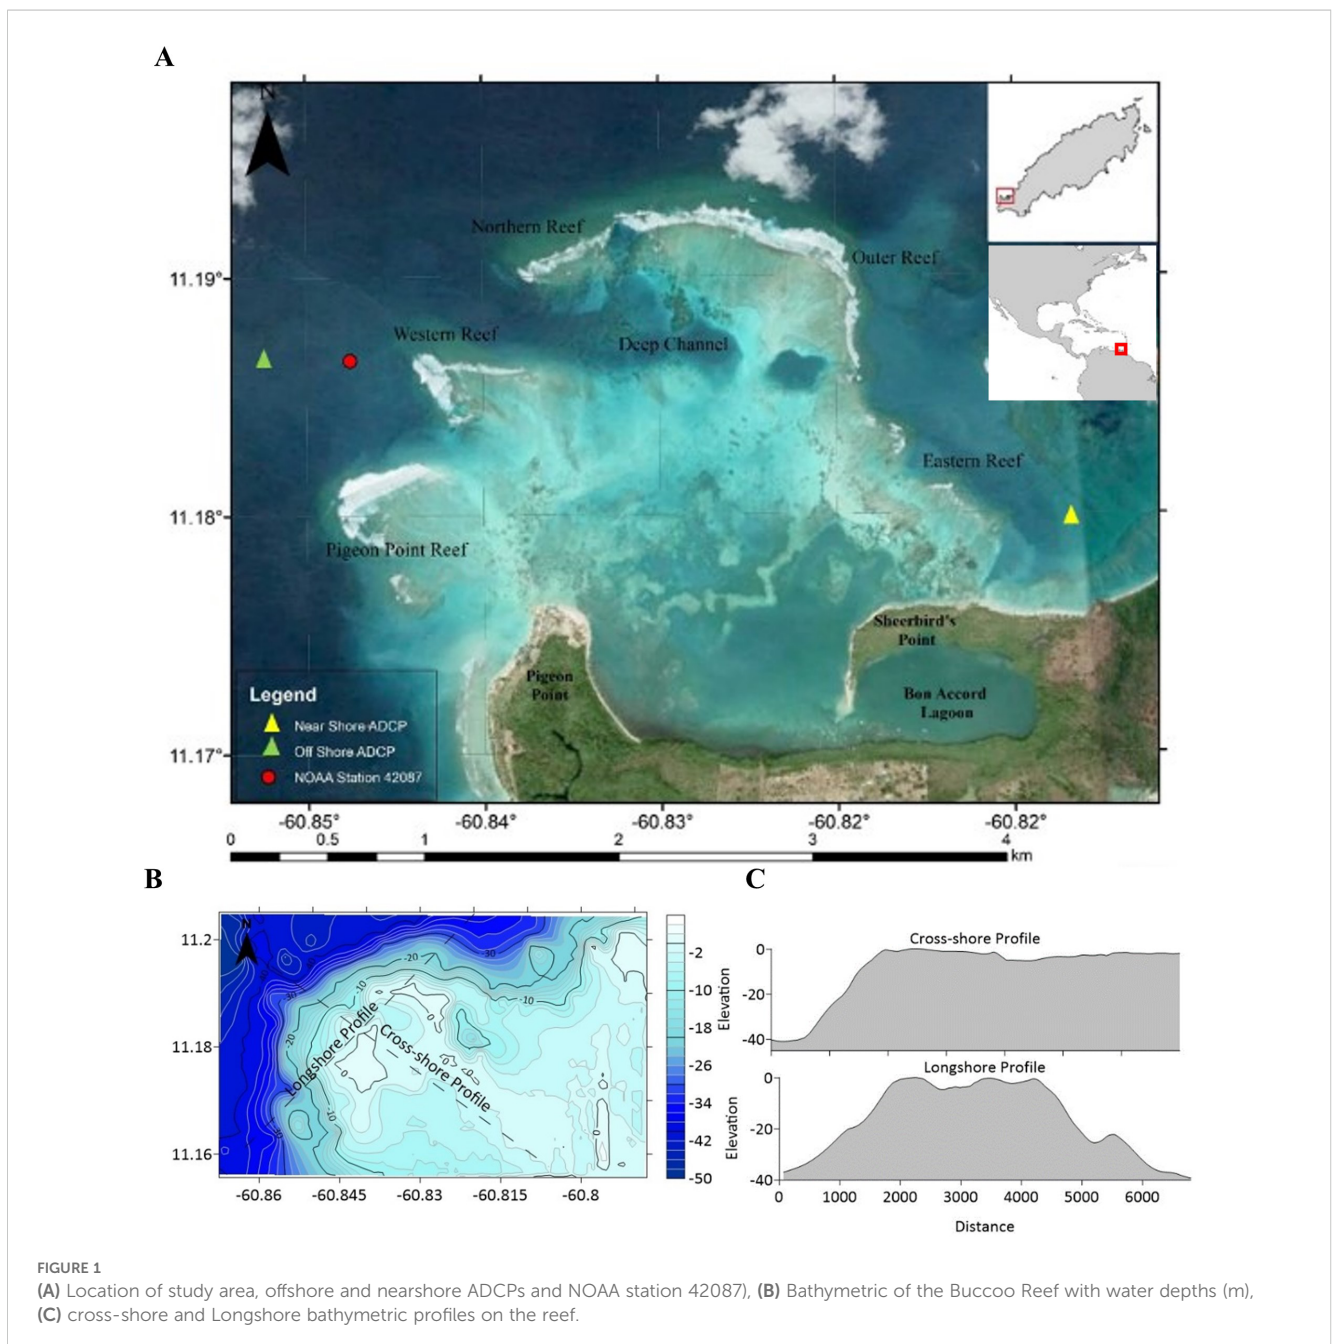 A
N
Northern Reef
Outer Reef
11.19°
Western Reef
Deep Channel
Eastern Reef
11.18°
Pigeon Point Reef
Sheerbird's
Point
Pigeon
Point
Bon Accord
Lagoon
Legend
Near Shore ADCP
Off Shore ADCP
NOAA Station 42087
11.17°
-60.85° -60.84° -60.83° -60.82° -60.82°
0 0.5 1 2 3 4
km
B
N
11.2
11.18
11.16
-60.86 -60.845 -60.83 -60.815 -60.8
-20
-30
-10
-10
-30
-20
-10
0
0
0
0
0
Longshore Profile
Cross-shore Profile
-2
-10
-18
-26
-34
-42
-50
C
Cross-shore Profile
Elevation
0
-20
-40
Longshore Profile
Elevation
0
-20
-40
0 1000 2000 3000 4000 5000 6000
Distance
FIGURE 1
(A) Location of study area, offshore and nearshore ADCPs and NOAA station 42087), (B) Bathymetric of the Buccoo Reef with water depths (m),
(C) cross-shore and Longshore bathymetric profiles on the reef.